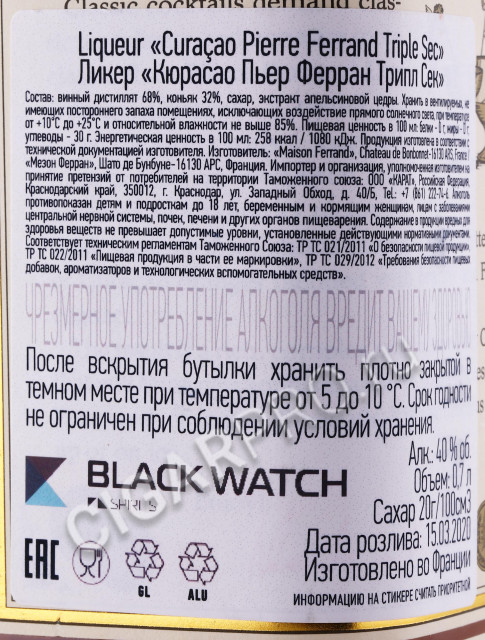 Classic cocktails demand clas-
Liqueur «Curaçao Pierre Ferrand Triple Sec»
Ликер «Кюрасао Пьер Ферран Трипл Сек»
Состав: винный дистиллят 68%, коньяк 32%, сахар, экстракт апельсиновой цедры. Хранить в вентилируемых, не
имеющих постороннего запаха помещениях, исключающих воздействие прямого солнечного света, при температуре
от +10°С до +25°С и относительной влажности не выше 85%. Пищевая ценность в 100 мл: Белки - 0 г, жиры - 0 г,
углеводы - 30 г. Энергетическая ценность в 100 мл: 258 ккал / 1080 кДж. Продукция изготовлена в соответствии с
технической документацией изготовителя. Изготовитель: «Maison Ferrand», Chateau de Bonbonnet-16130 ARS, France /
«Мезон Ферран», Шато де Бунбуне-16130 АРС, Франция. Импортер и организация, уполномоченная на
принятие претензий от потребителей на территории Таможенного союза: ООО «КАРАТ», Российская Федерация,
Краснодарский край, 350012, г. Краснодар, ул. Западный Обход, д. 40/5, Тел.: +7 (861) 222-74-6 Алкоголь
противопоказан детям и подросткам до 18 лет, беременным и кормящим женщинам, лицам с заболеваниями
центральной нервной системы, почек, печени и других органов пищеварения. Содержание в продукции вредных для
здоровья веществ не превышает допустимые уровни, установленные действующими нормативными документами.
Соответствует техническим регламентам Таможенного Союза: ТР ТС 021/2011 «О безопасности пищевой продукции»,
ТР ТС 022/2011 «Пищевая продукция в части ее маркировки», ТР ТС 029/2012 «Требования безопасности пищевых
добавок, ароматизаторов и технологических вспомогательных средств».
ЧРЕЗМЕРНОЕ УПОТРЕБЛЕНИЕ АЛКОГОЛЯ ВРЕДИТ ВАШЕМУ ЗДОРОВЬЮ
После вскрытия бутылки хранить плотно закрытой в
темном месте при температуре от 5 до 10 °С. Срок годности
не ограничен при соблюдении условий хранения.
BLACK WATCH
SPIRITS
Алк.: 40 % об.
Объем: 0,7 л
Сахар 20г/100см3
Дата розлива: 15.03.2020
Изготовлено во Франции
EAC
GL
ALU
ИНФОРМАЦИЮ НА СТИКЕРЕ СЧИТАТЬ ПРИОРИТЕТНОЙ
CIGARPRO.ru